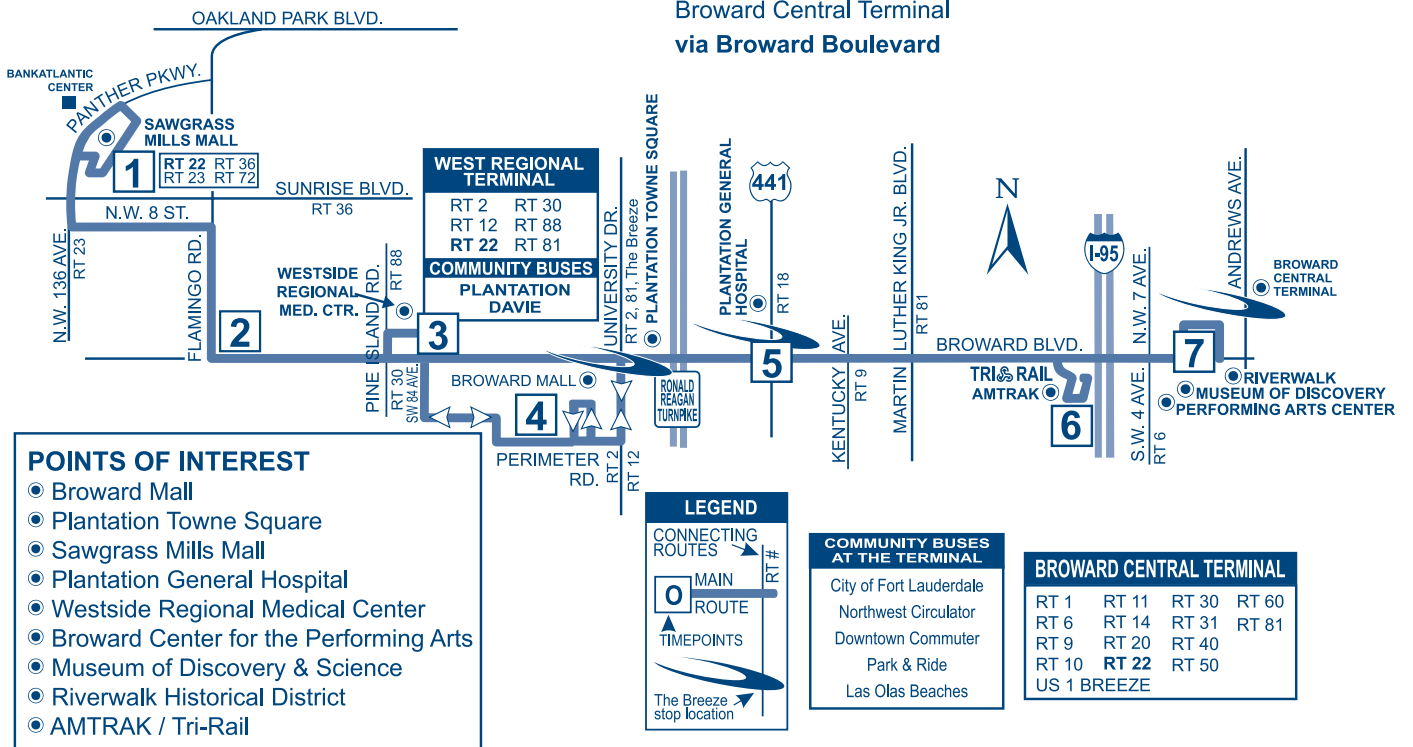 Broward Central Terminal
via Broward Boulevard
OAKLAND PARK BLVD.
BANKATLANTIC
CENTER
PANTHER PKWY.
SAWGRASS
MILLS MALL
1
RT 22 RT 36
RT 23 RT 72
SUNRISE BLVD.
RT 36
N.W. 8 ST.
N.W. 136 AVE.
RT 23
FLAMINGO RD.
2
WESTSIDE
REGIONAL
MED. CTR.
PINE ISLAND RD.
RT 88
RT 30
SW 84 AVE.
3
WEST REGIONAL
TERMINAL
RT 2 RT 30
RT 12 RT 88
RT 22 RT 81
COMMUNITY BUSES
PLANTATION
DAVIE
UNIVERSITY DR.
RT 2, 81, The Breeze
PLANTATION TOWNE SQUARE
BROWARD MALL
4
PERIMETER
RD.
RT 2
RT 12
RONALD
REAGAN
TURNPIKE
PLANTATION GENERAL
HOSPITAL
441
RT 18
5
KENTUCKY AVE.
RT 9
MARTIN LUTHER KING JR. BLVD.
RT 81
N
BROWARD BLVD.
I-95
TRI RAIL
AMTRAK
6
N.W. 7 AVE.
S.W. 4 AVE.
RT 6
7
ANDREWS AVE.
BROWARD
CENTRAL
TERMINAL
RIVERWALK
MUSEUM OF DISCOVERY
PERFORMING ARTS CENTER
POINTS OF INTEREST
Broward Mall
Plantation Towne Square
Sawgrass Mills Mall
Plantation General Hospital
Westside Regional Medical Center
Broward Center for the Performing Arts
Museum of Discovery & Science
Riverwalk Historical District
AMTRAK / Tri-Rail
LEGEND
CONNECTING
ROUTES
RT #
O
MAIN
ROUTE
TIMEPOINTS
The Breeze
stop location
COMMUNITY BUSES
AT THE TERMINAL
City of Fort Lauderdale
Northwest Circulator
Downtown Commuter
Park & Ride
Las Olas Beaches
BROWARD CENTRAL TERMINAL
RT 1 RT 11 RT 30 RT 60
RT 6 RT 14 RT 31 RT 81
RT 9 RT 20 RT 40
RT 10 RT 22 RT 50
US 1 BREEZE